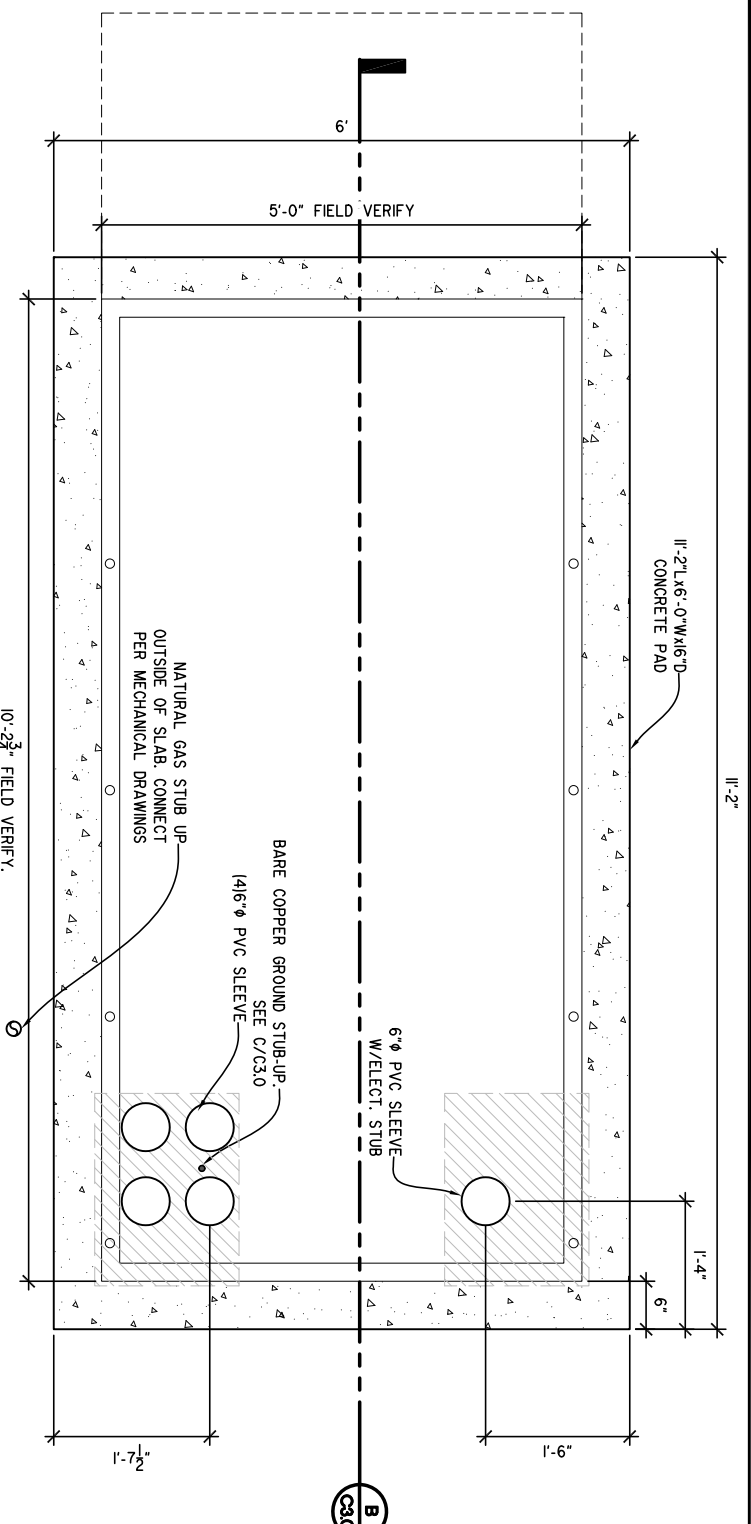 6'
5'-0" FIELD VERIFY
11'-2"Lx6'-0"Wx16"D
CONCRETE PAD
11'-2"
NATURAL GAS STUB UP
OUTSIDE OF SLAB. CONNECT
PER MECHANICAL DRAWINGS
10'-2¾" FIELD VERIFY.
BARE COPPER GROUND STUB-UP.
SEE C/C3.0
(4)6"φ PVC SLEEVE
6"φ PVC SLEEVE
W/ELECT. STUB
1'-4"
6"
1'-7½"
1'-6"
B